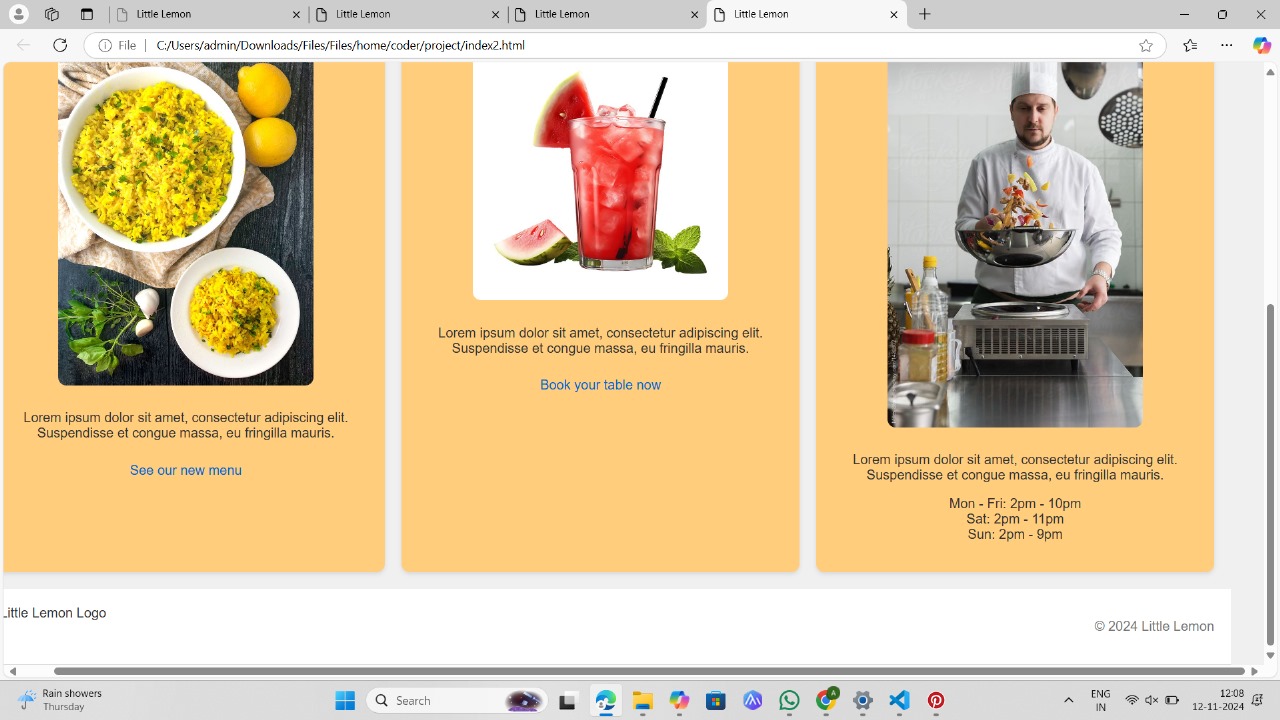 Little Lemon
Little Lemon
Little Lemon
Little Lemon
File
C:/Users/admin/Downloads/Files/Files/home/coder/project/index2.html
Lorem ipsum dolor sit amet, consectetur adipiscing elit.
Suspendisse et congue massa, eu fringilla mauris.
See our new menu
Lorem ipsum dolor sit amet, consectetur adipiscing elit.
Suspendisse et congue massa, eu fringilla mauris.
Book your table now
Lorem ipsum dolor sit amet, consectetur adipiscing elit.
Suspendisse et congue massa, eu fringilla mauris.
Mon - Fri: 2pm - 10pm
Sat: 2pm - 11pm
Sun: 2pm - 9pm
Little Lemon Logo
© 2024 Little Lemon
Rain showers
Thursday
Search
A
ENG
IN
12:08
12-11-2024